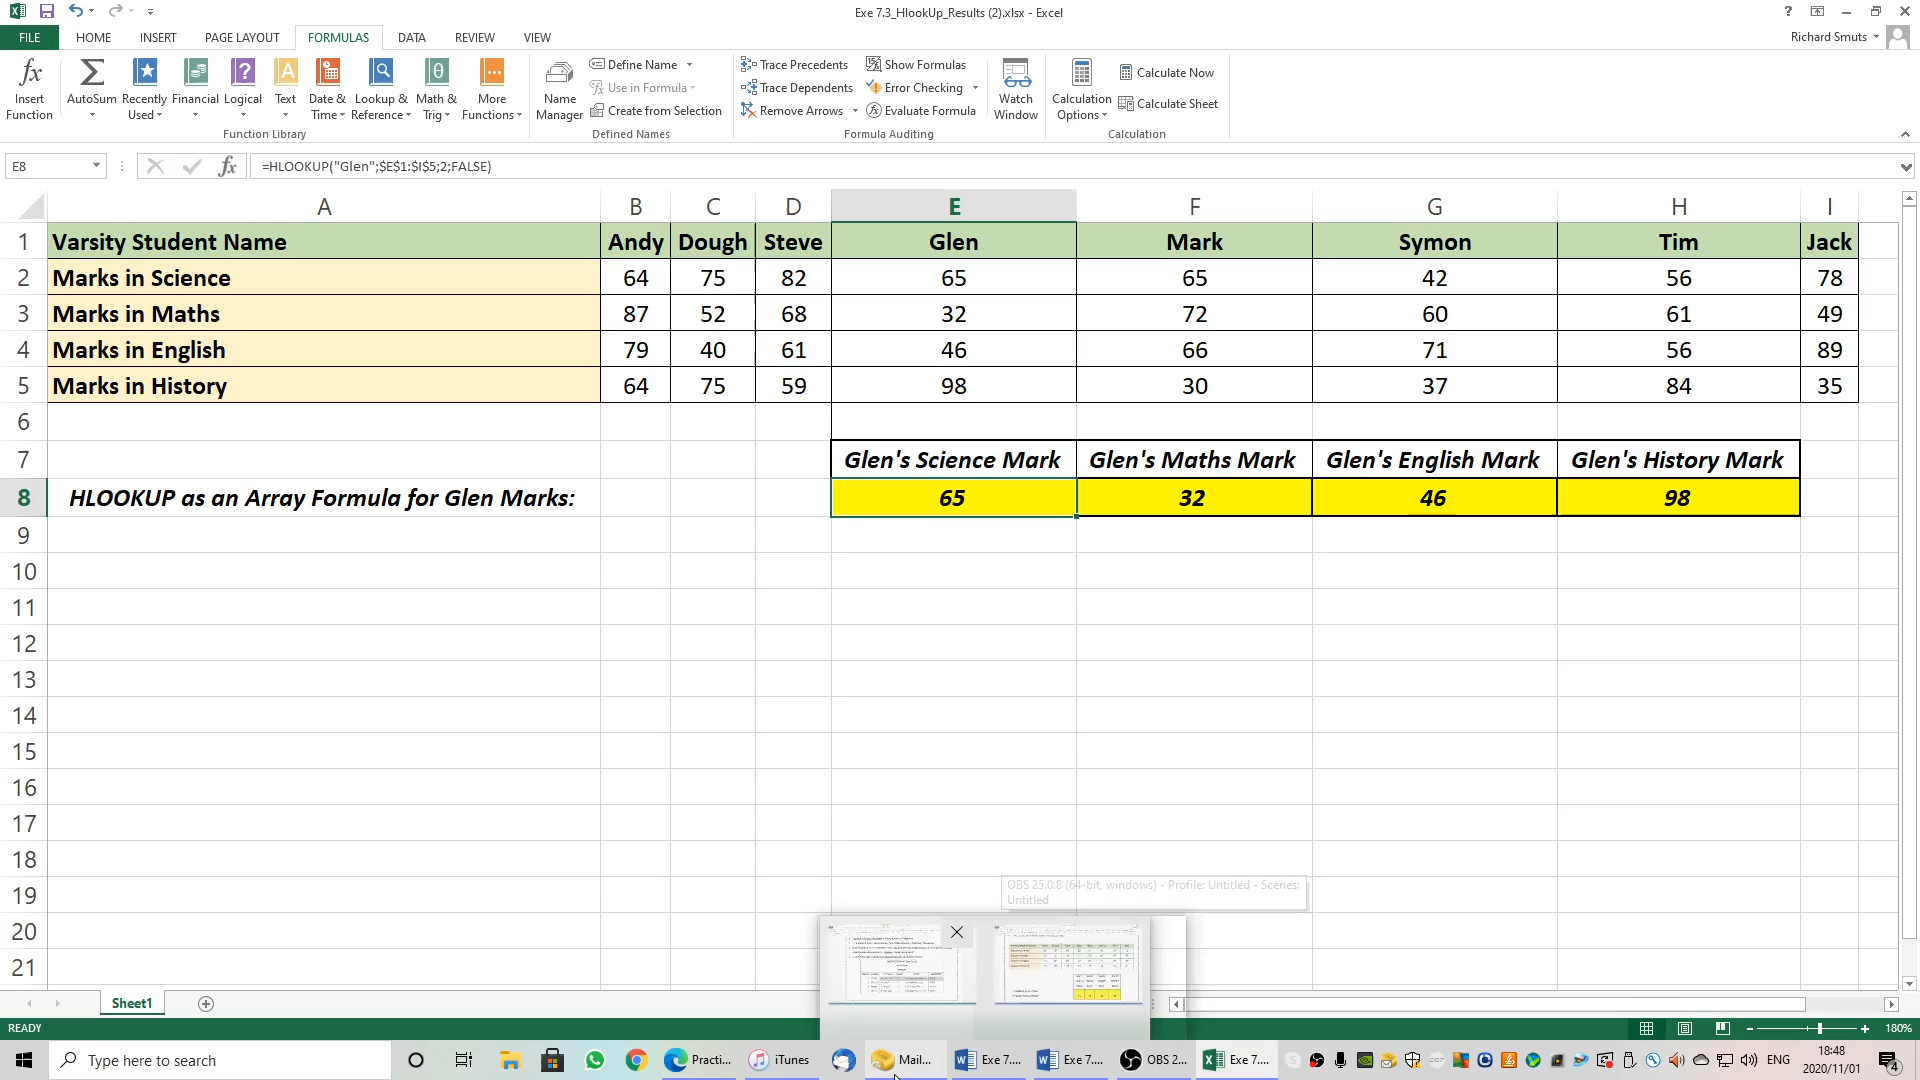 Exe 7.3_HlookUp_Results (2).xlsx - Excel
FILE HOME INSERT PAGE LAYOUT FORMULAS DATA REVIEW VIEW
Richard Smuts
Insert Function
AutoSum
Recently Used
Financial
Logical
Text
Date & Time
Lookup & Reference
Math & Trig
More Functions
Function Library
Name Manager
Define Name
Use in Formula
Create from Selection
Defined Names
Trace Precedents
Trace Dependents
Remove Arrows
Show Formulas
Error Checking
Evaluate Formula
Formula Auditing
Watch Window
Calculation Options
Calculate Now
Calculate Sheet
Calculation
E8
fx =HLOOKUP("Glen";$E$1:$I$5;2;FALSE)
A B C D E F G H I
1 Varsity Student Name Andy Dough Steve Glen Mark Symon Tim Jack
2 Marks in Science 64 75 82 65 65 42 56 78
3 Marks in Maths 87 52 68 32 72 60 61 49
4 Marks in English 79 40 61 46 66 71 56 89
5 Marks in History 64 75 59 98 30 37 84 35
6
7 Glen's Science Mark Glen's Maths Mark Glen's English Mark Glen's History Mark
8 HLOOKUP as an Array Formula for Glen Marks: 65 32 46 98
9
10
11
12
13
14
15
16
17
18
19
20
21
OBS 25.0.8 (64-bit, windows) - Profile: Untitled - Scenes:
Untitled
Sheet1
READY
180%
Type here to search
Practi...
iTunes
Mail...
Exe 7....
Exe 7....
OBS 2...
Exe 7....
ENG
18:48
2020/11/01
4